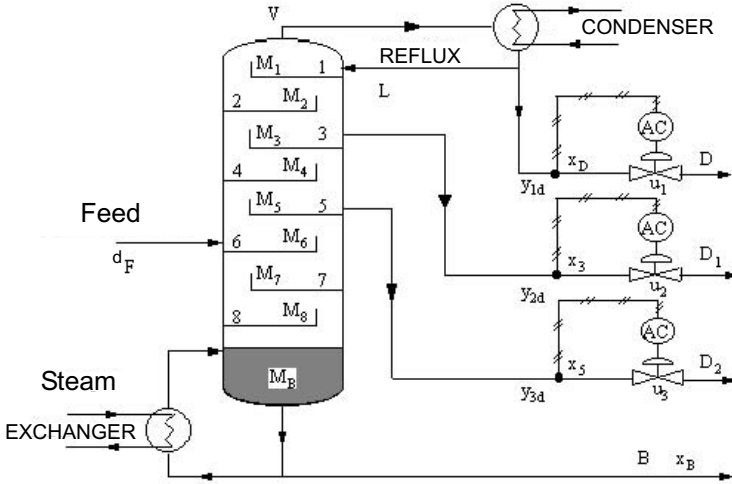 V
CONDENSER
REFLUX
L
M1 1
2 M2
M3 3
4 M4
M5 5
6 M6
M7 7
8 M8
MB
Feed
dF
Steam
EXCHANGER
AC
xD
D
y1d
u1
AC
x3
D1
y2d
u2
AC
x5
D2
y3d
u3
B xB